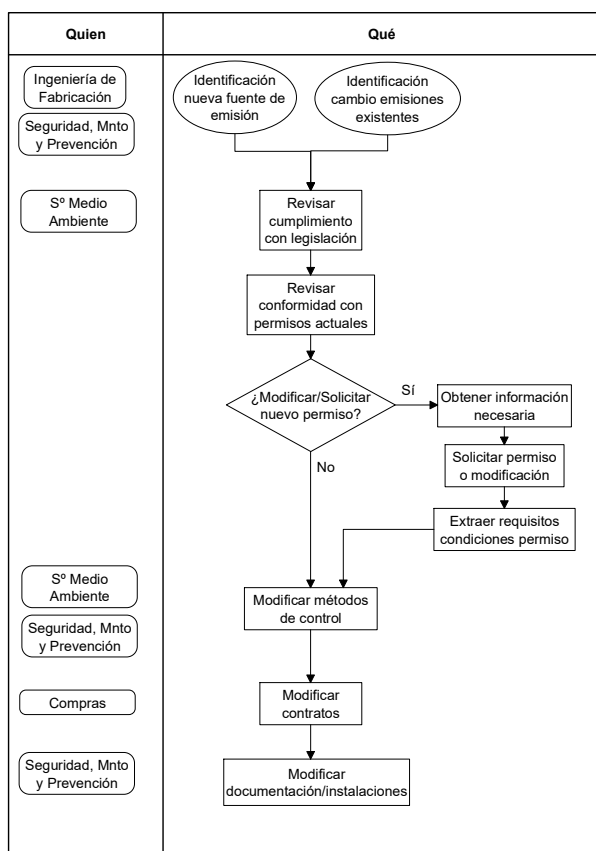 Quien
Qué
Ingeniería de
Fabricación
Seguridad, Mnto
y Prevención
Identificación
nueva fuente de
emisión
Identificación
cambio emisiones
existentes
Sº Medio
Ambiente
Revisar
cumplimiento
con legislación
Revisar
conformidad con
permisos actuales
¿Modificar/Solicitar
nuevo permiso?
Sí
Obtener información
necesaria
Solicitar permiso
o modificación
No
Extraer requisitos
condiciones permiso
Sº Medio
Ambiente
Seguridad, Mnto
y Prevención
Modificar métodos
de control
Compras
Modificar
contratos
Seguridad, Mnto
y Prevención
Modificar
documentación/instalaciones